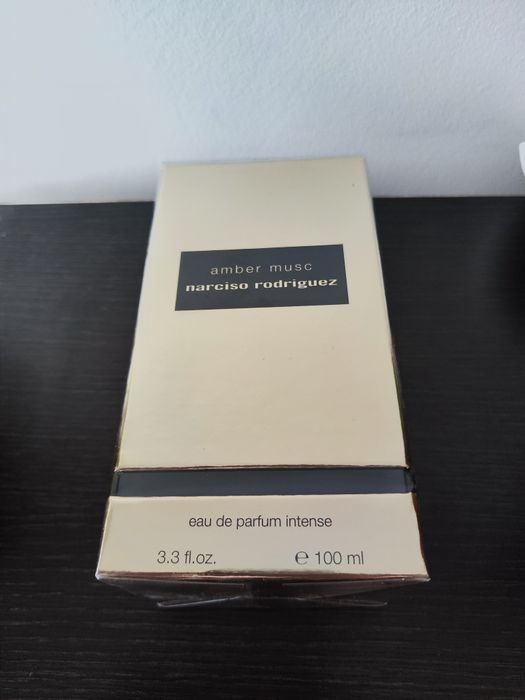 amber musc
narciso rodriguez
eau de parfum intense
3.3 fl.oz. ℮ 100 ml